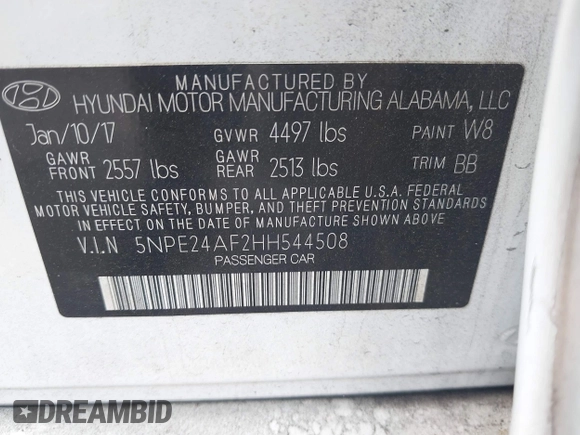 MANUFACTURED BY
HYUNDAI MOTOR MANUFACTURING ALABAMA, LLC
Jan/10/17 GVWR 4497 lbs PAINT W8
GAWR FRONT 2557 lbs GAWR REAR 2513 lbs TRIM BB
THIS VEHICLE CONFORMS TO ALL APPLICABLE U.S.A. FEDERAL
MOTOR VEHICLE SAFETY, BUMPER, AND THEFT PREVENTION STANDARDS
IN EFFECT ON THE DATE OF MANUFACTURE SHOWN ABOVE.
V.I.N 5NPE24AF2HH544508
PASSENGER CAR
DREAMBID